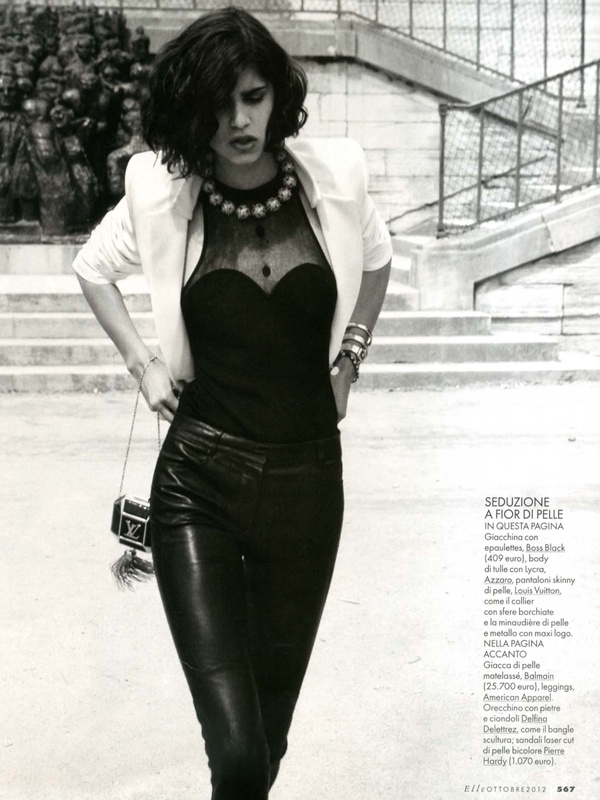 LV
SEDUZIONE
A FIOR DI PELLE
IN QUESTA PAGINA
Giacchina con
epaulettes, Boss Black
(409 euro), body
di tulle con Lycra,
Azzaro, pantaloni skinny
di pelle, Louis Vuitton,
come il collier
con sfere borchiate
e la minaudière di pelle
e metallo con maxi logo.
NELLA PAGINA
ACCANTO
Giacca di pelle
matelassé, Balmain
(25.700 euro), leggings,
American Apparel.
Orecchino con pietre
e ciondoli Delfina
Delettrez, come il bangle
scultura; sandali laser cut
di pelle bicolore Pierre
Hardy (1.070 euro).
Elle OTTOBRE 2012 567